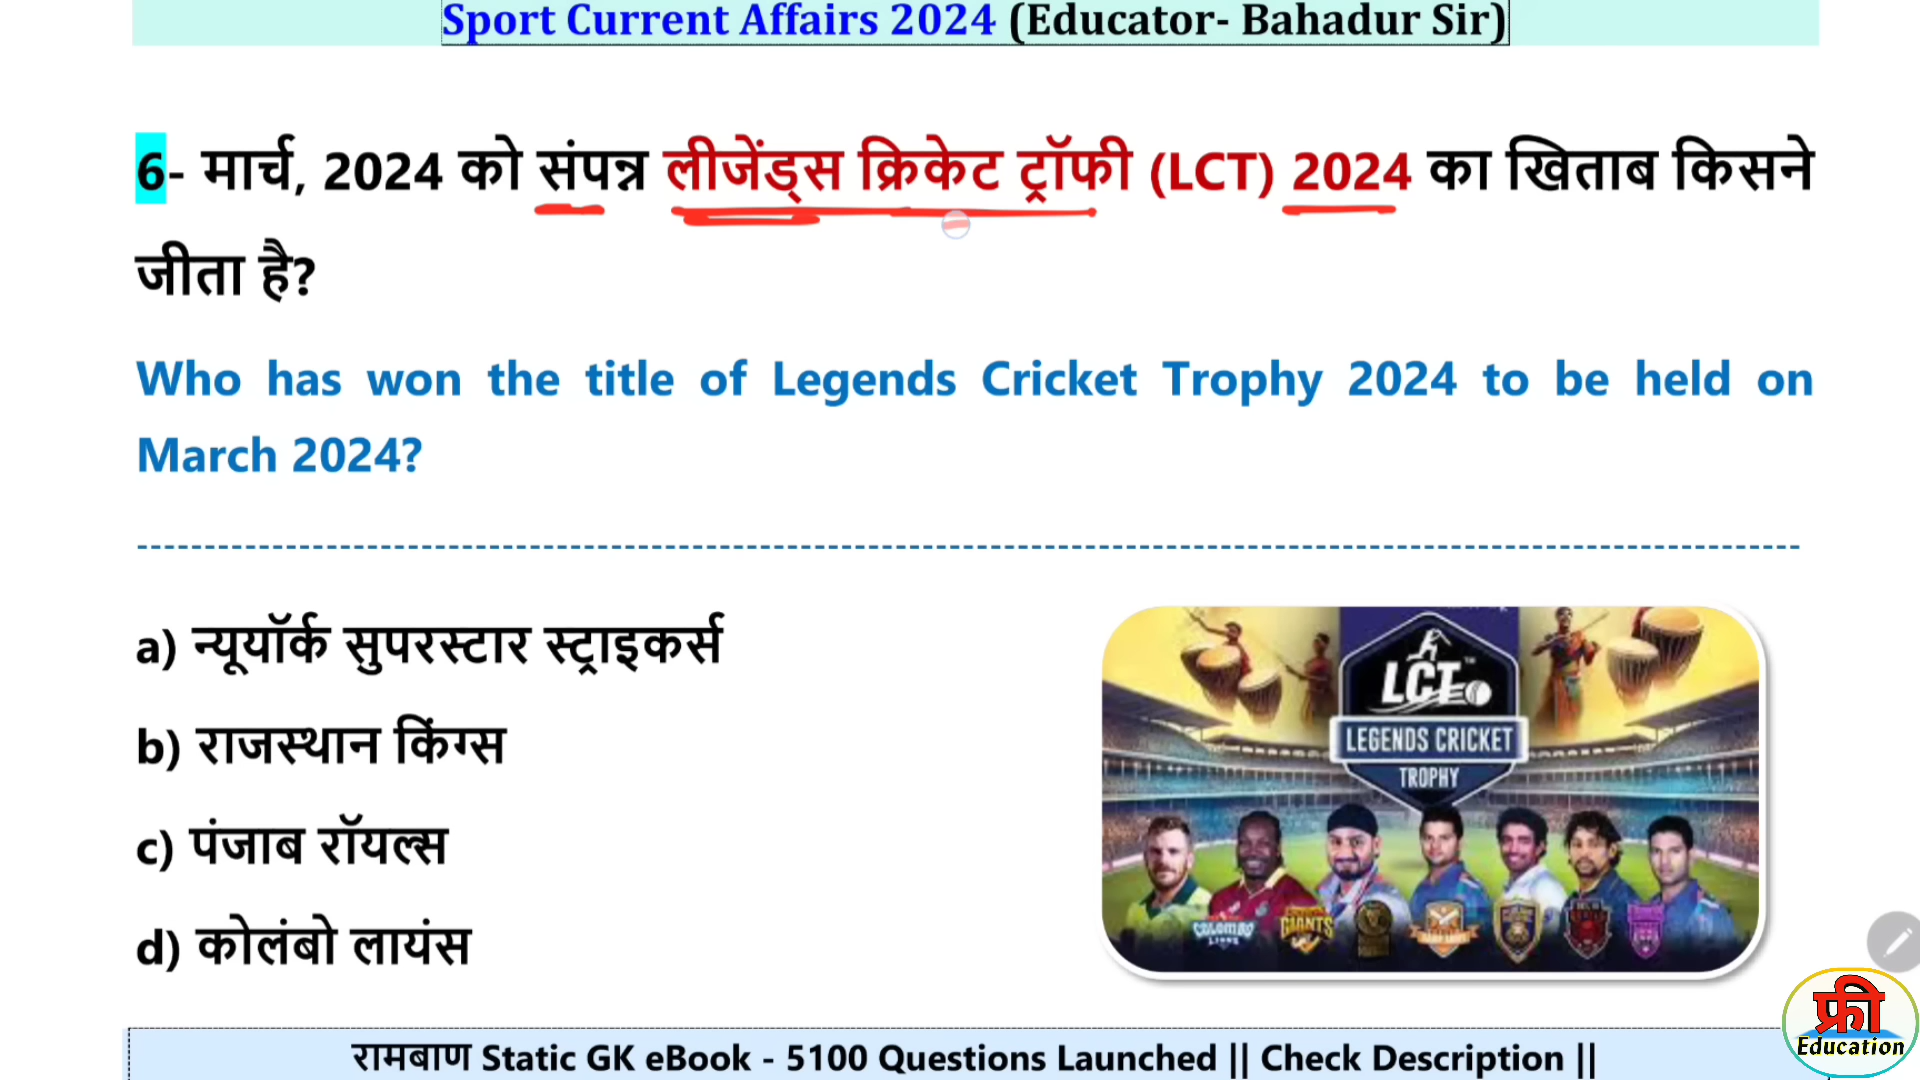 Sport Current Affairs 2024 (Educator- Bahadur Sir)
6- मार्च, 2024 को संपन्न लीजेंड्स क्रिकेट ट्रॉफी (LCT) 2024 का खिताब किसने
जीता है?
Who has won the title of Legends Cricket Trophy 2024 to be held on
March 2024?
a) न्यूयॉर्क सुपरस्टार स्ट्राइकर्स
b) राजस्थान किंग्स
c) पंजाब रॉयल्स
d) कोलंबो लायंस
LCT
LEGENDS CRICKET
TROPHY
COLOMBO
LIONS
GIANTS
फ्री
Education
रामबाण Static GK eBook - 5100 Questions Launched || Check Description ||